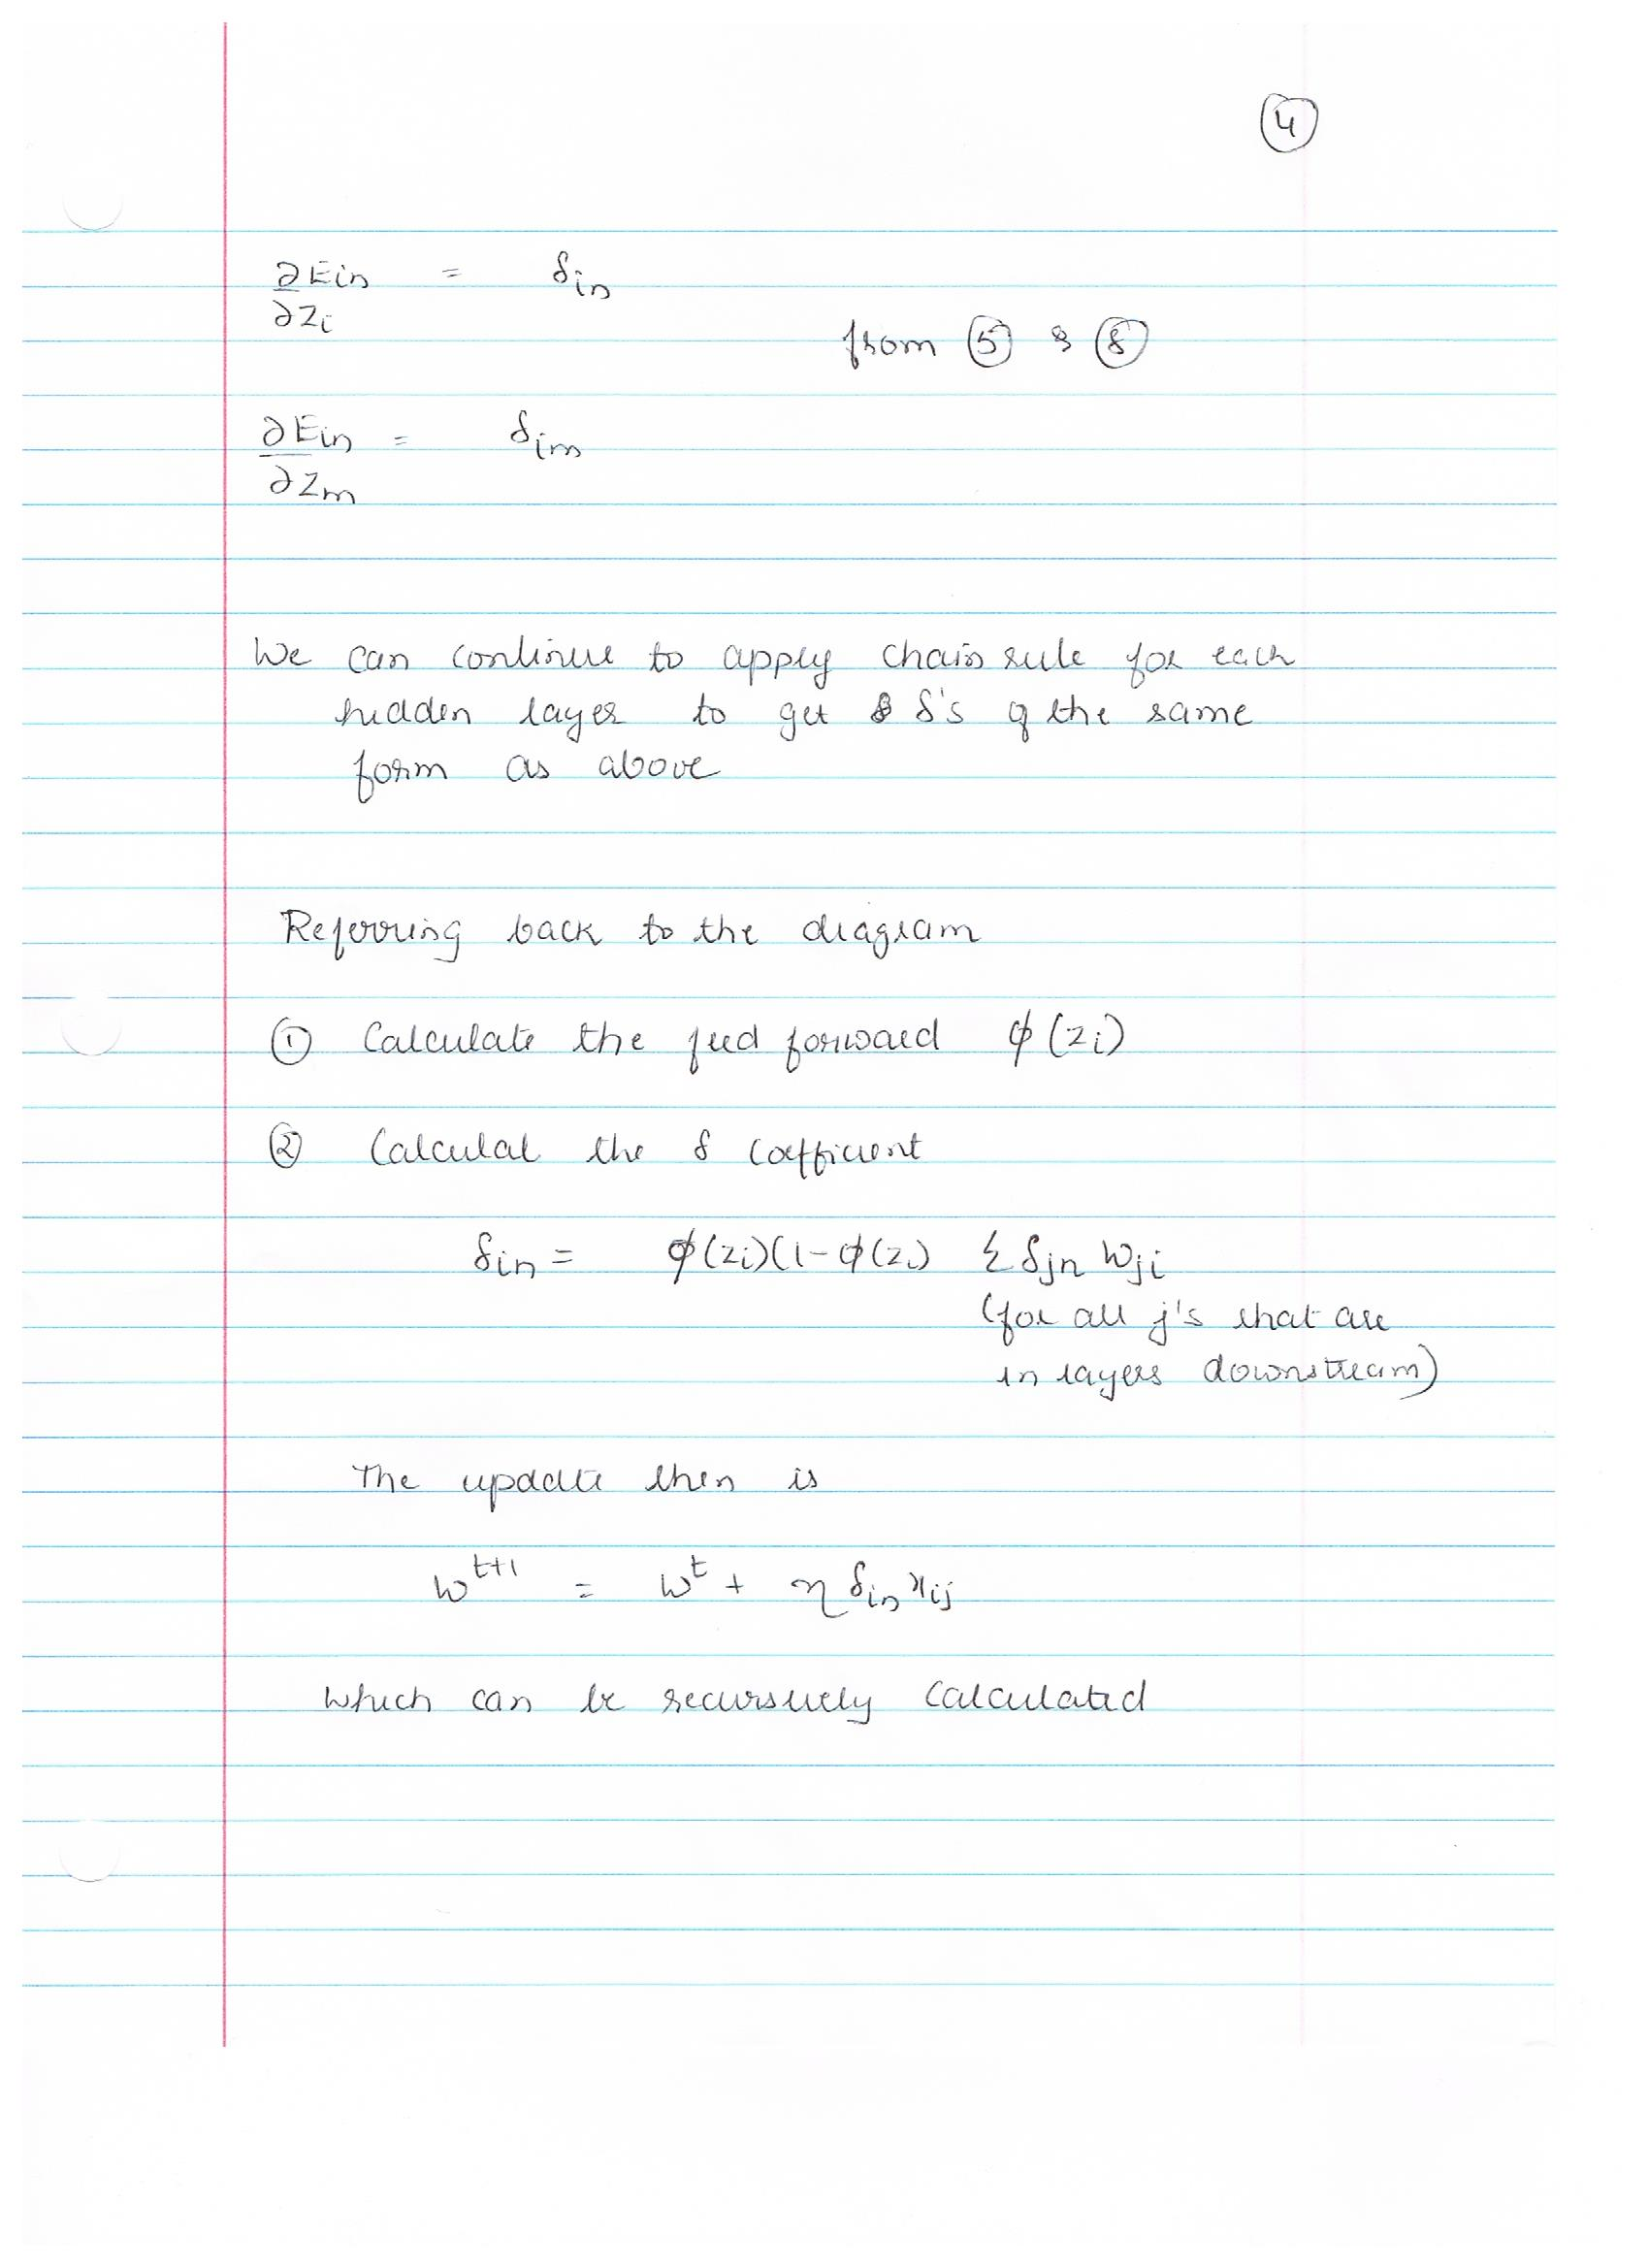 4
∂Ein = δin
∂zi
from ⑤ & ⑧
∂Ein = δim
∂zm
We can continue to apply chain rule for each
hidden layer to get δ's of the same
form as above
Referring back to the diagram
① Calculate the feed forward φ(zi)
② Calculat the δ coefficient
δin = φ(zi)(1-φ(zi) Σ δjn wji
(for all j's that are
in layers downstream)
The update then is
w^t+1 = w^t + η δin xij
which can be recursively calculated